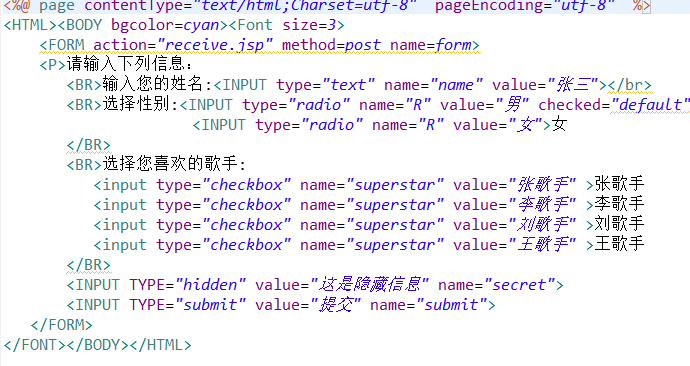 <%@ page contentType="text/html;Charset=utf-8"  pageEncoding="utf-8"  %>
<HTML><BODY bgcolor=cyan><Font size=3>
<FORM action="receive.jsp" method=post name=form>
<P>请输入下列信息:
<BR>输入您的姓名:<INPUT type="text" name="name" value="张三"></br>
<BR>选择性别:<INPUT type="radio" name="R" value="男" checked="default"
<INPUT type="radio" name="R" value="女">女
</BR>
<BR>选择您喜欢的歌手:
<input type="checkbox" name="superstar" value="张歌手" >张歌手
<input type="checkbox" name="superstar" value="李歌手" >李歌手
<input type="checkbox" name="superstar" value="刘歌手" >刘歌手
<input type="checkbox" name="superstar" value="王歌手" >王歌手
</BR>
<INPUT TYPE="hidden" value="这是隐藏信息" name="secret">
<INPUT TYPE="submit" value="提交" name="submit">
</FORM>
</FONT></BODY></HTML>